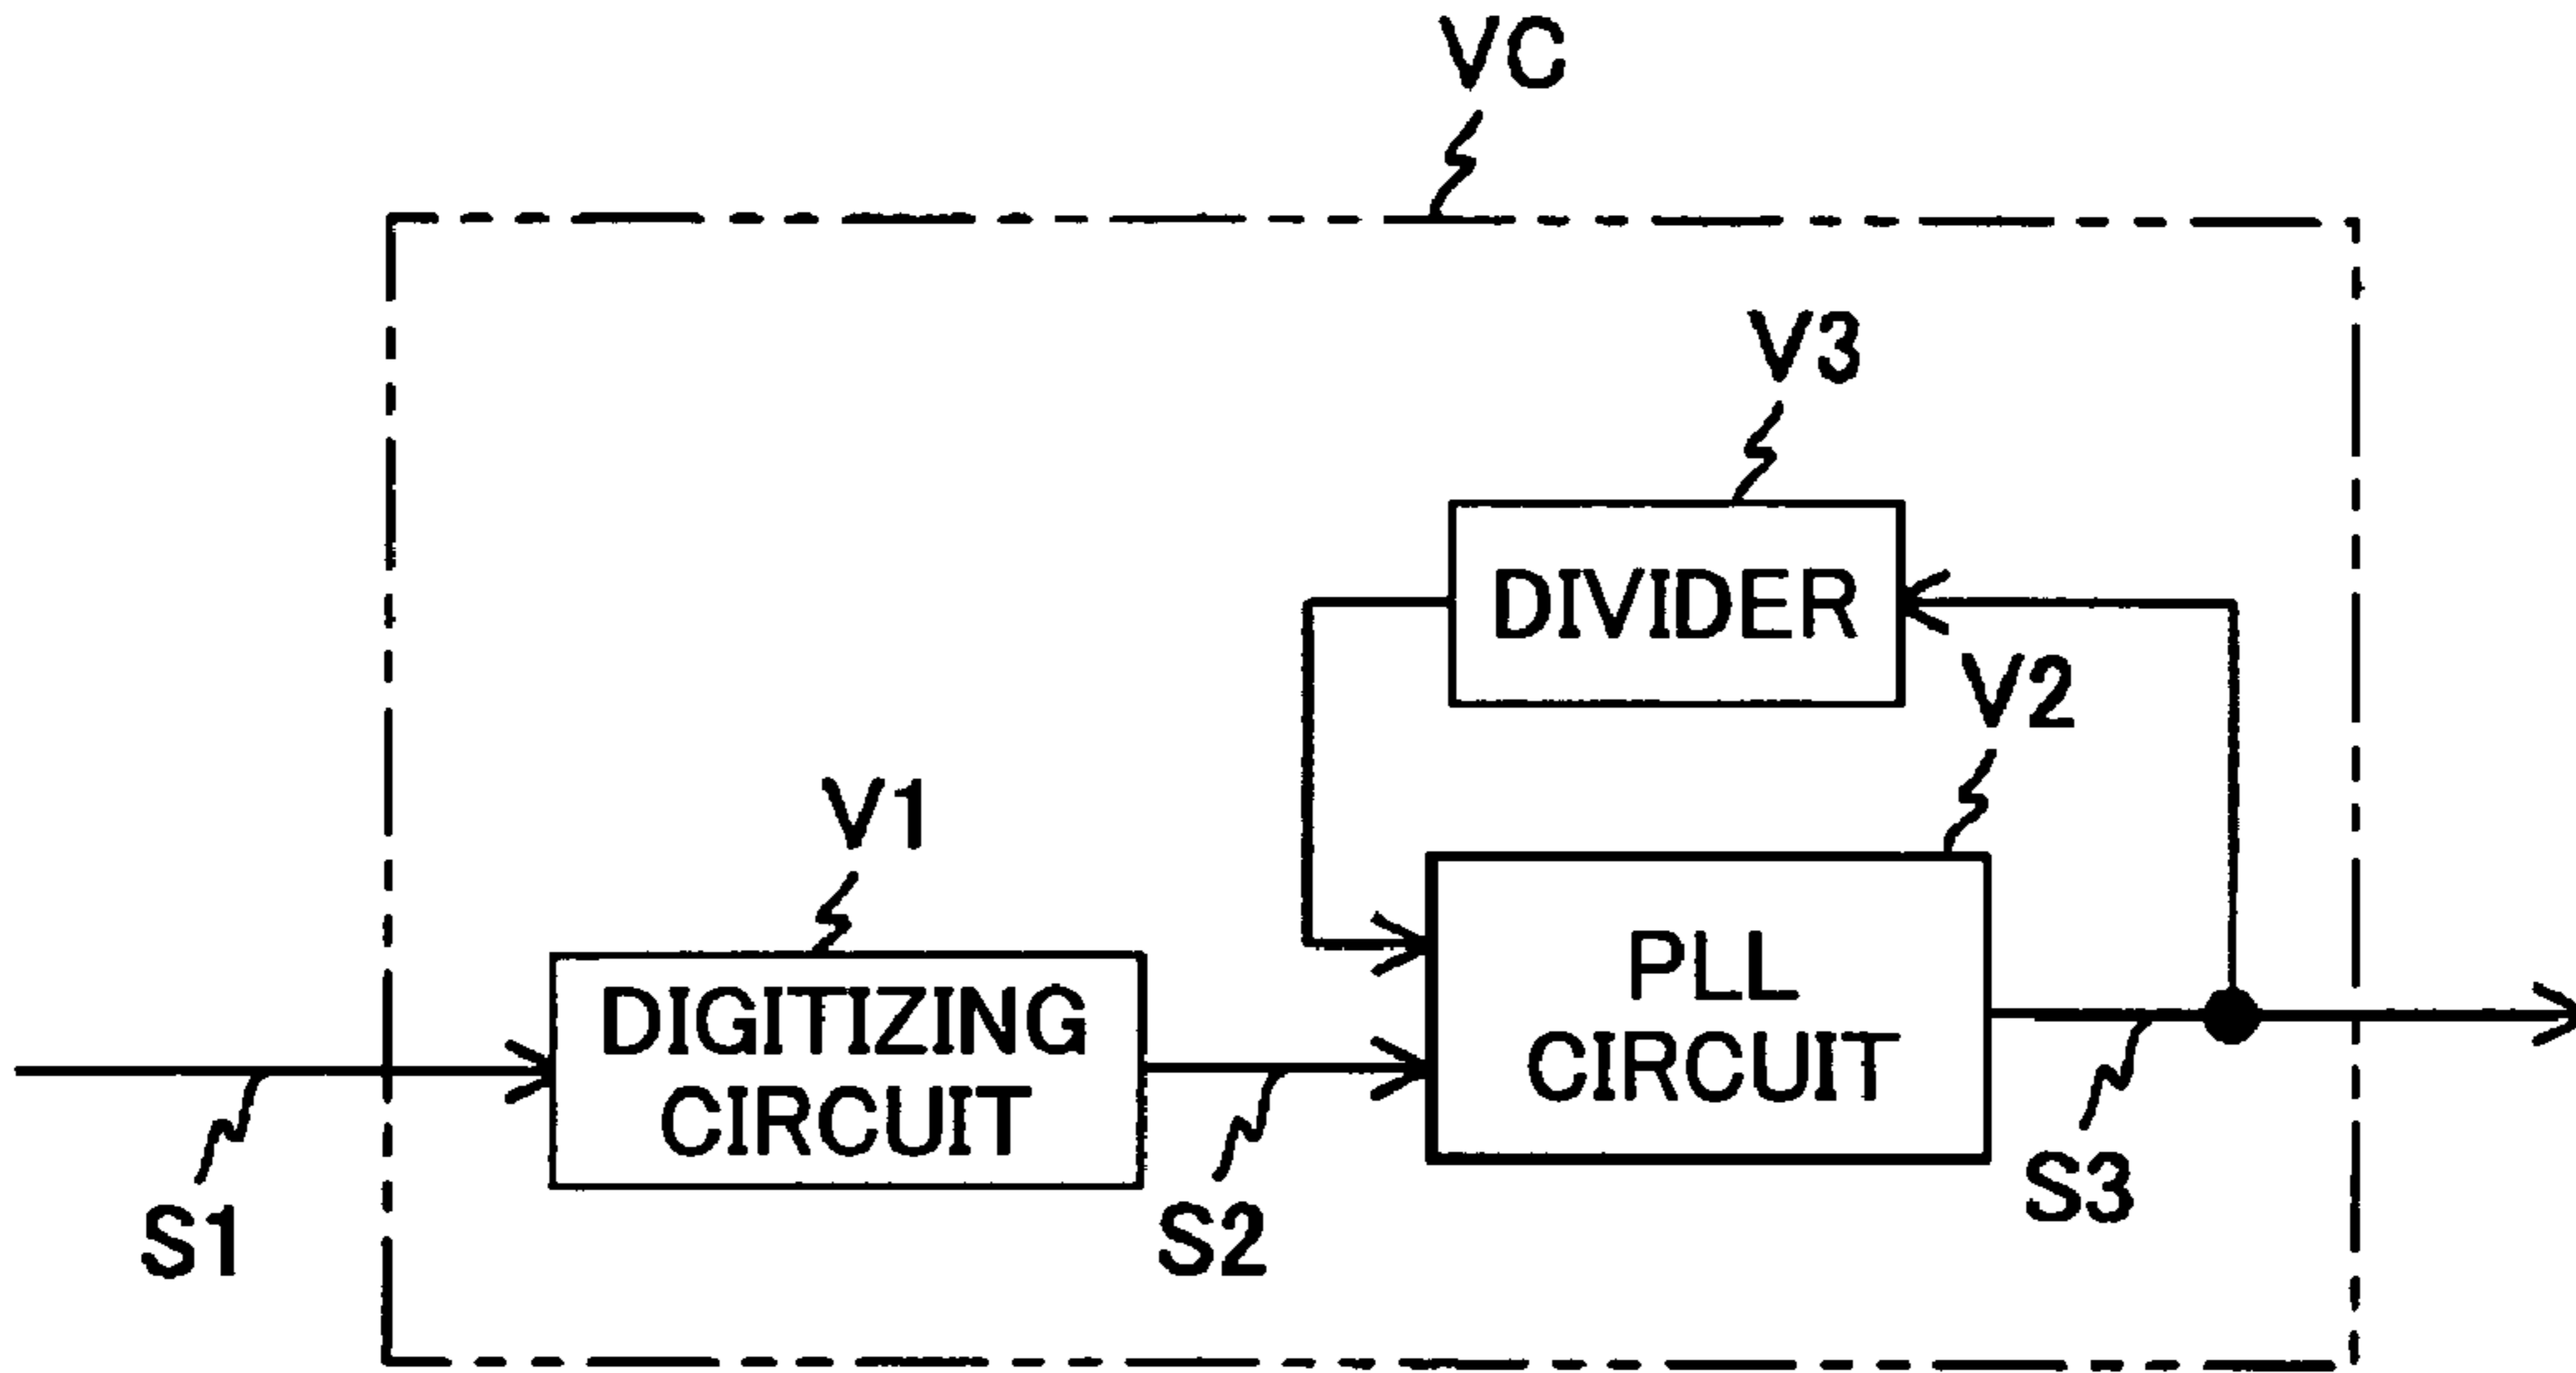 VC
V3
DIVIDER
V2
V1
PLL
CIRCUIT
DIGITIZING
CIRCUIT
S1
S2
S3